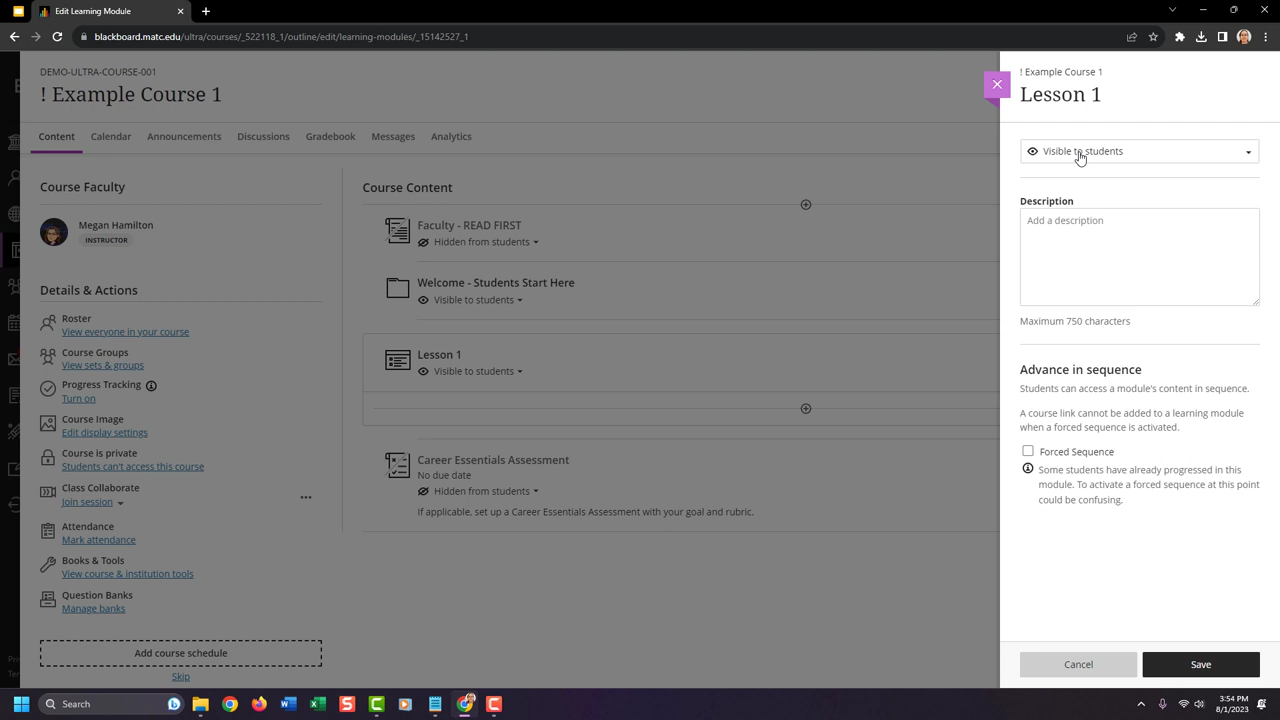 Edit Learning Module
blackboard.matc.edu/ultra/courses/_522118_1/outline/edit/learning-modules/_15142527_1
DEMO-ULTRA-COURSE-001
! Example Course 1
Content
Calendar
Announcements
Discussions
Gradebook
Messages
Analytics
Course Faculty
Megan Hamilton
INSTRUCTOR
Details & Actions
Roster
View everyone in your course
Course Groups
View sets & groups
Progress Tracking
Turn on
Course Image
Edit display settings
Course is private
Students can't access this course
Class Collaborate
Join session
Attendance
Mark attendance
Books & Tools
View course & institution tools
Question Banks
Manage banks
Add course schedule
Skip
Course Content
Faculty - READ FIRST
Hidden from students
Welcome - Students Start Here
Visible to students
Lesson 1
Visible to students
Career Essentials Assessment
No due date
Hidden from students
If applicable, set up a Career Essentials Assessment with your goal and rubric.
! Example Course 1
Lesson 1
Visible to students
Description
Add a description
Maximum 750 characters
Advance in sequence
Students can access a module's content in sequence.
A course link cannot be added to a learning module
when a forced sequence is activated.
Forced Sequence
Some students have already progressed in this
module. To activate a forced sequence at this point
could be confusing.
Cancel
Save
Search
3:54 PM
8/1/2023